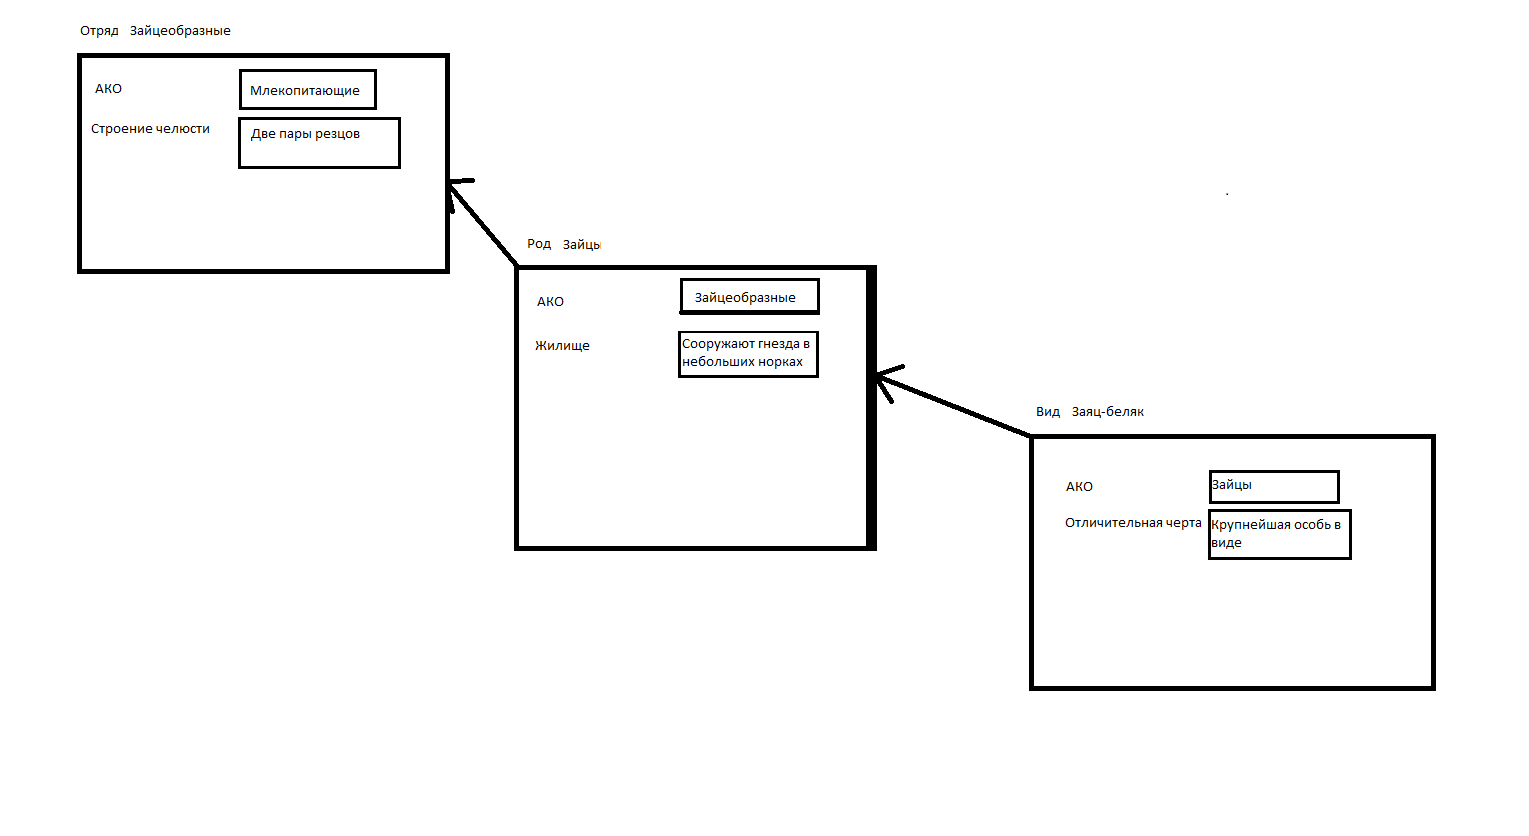 Отряд Зайцеобразные
АКО
Млекопитающие
Строение челюсти
Две пары резцов
Род Зайцы
АКО
Зайцеобразные
Жилище
Сооружают гнезда в
небольших норках
Вид Заяц-беляк
АКО
Зайцы
Отличительная черта
Крупнейшая особь в
виде